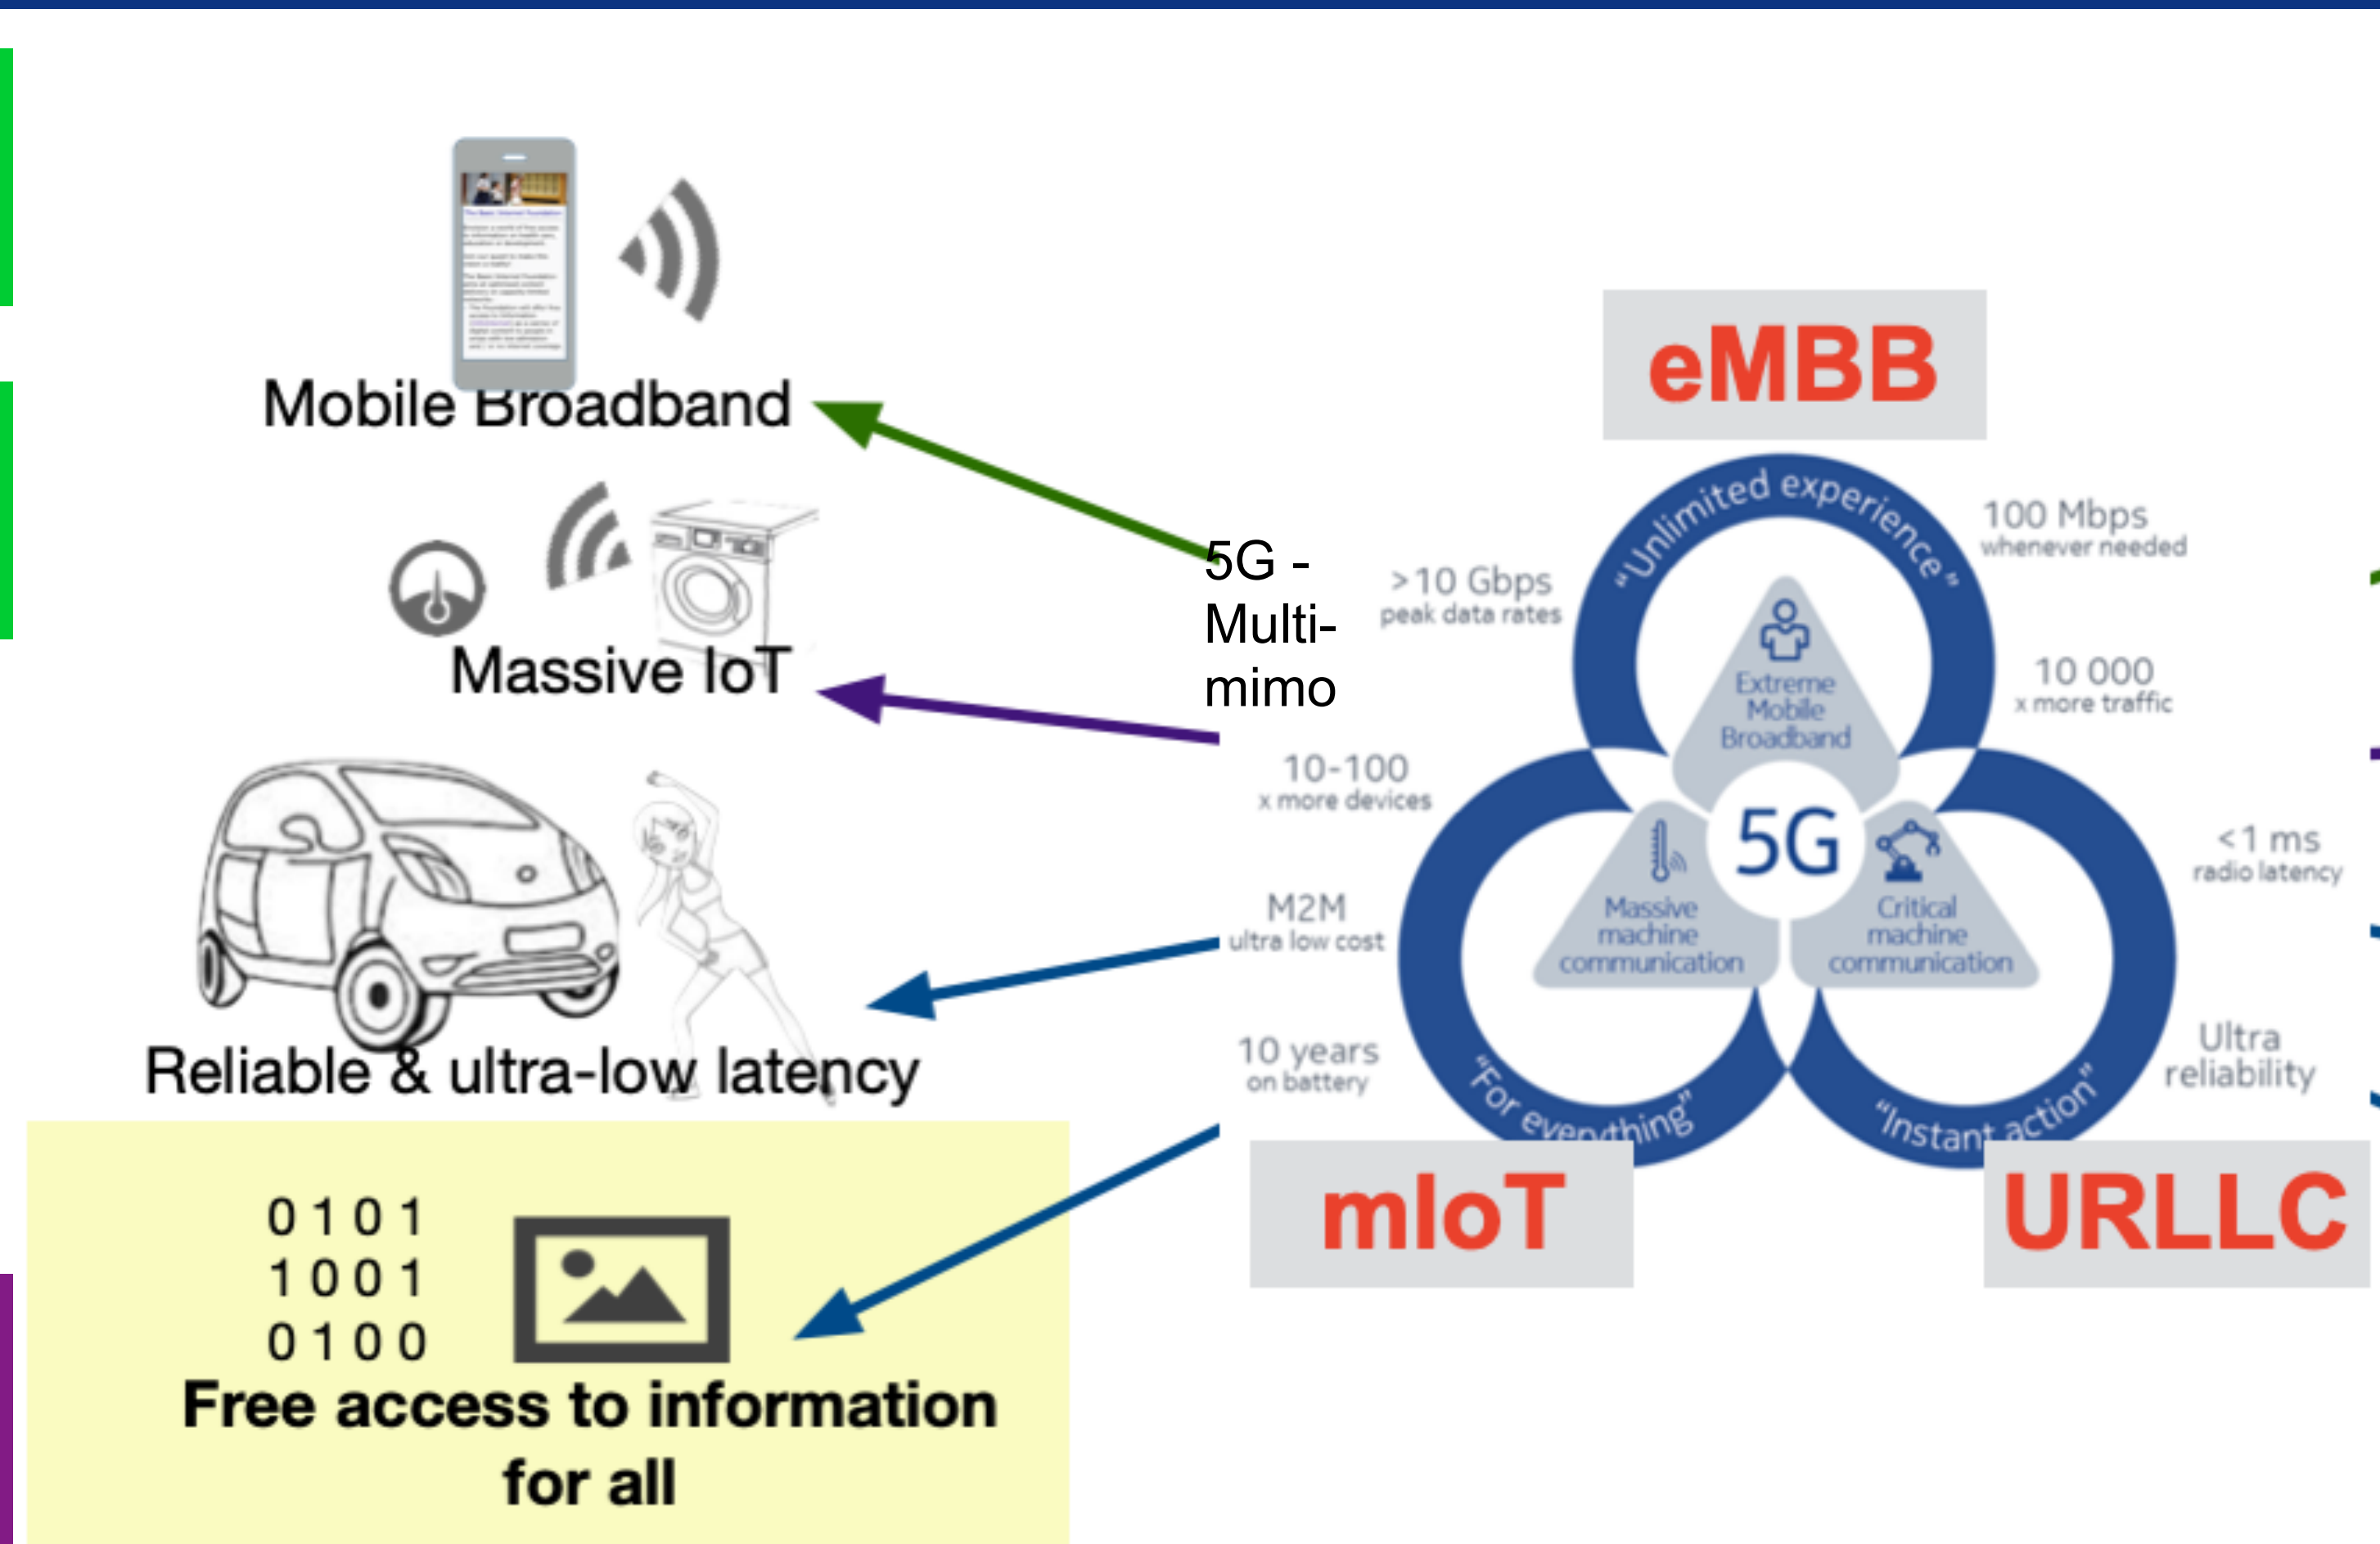 The Basic Internet Foundation
Mobile Broadband
Massive IoT
Reliable & ultra-low latency
0 1 0 1
1 0 0 1
0 1 0 0
Free access to information
for all
5G -
Multi-
mimo
eMBB
“Unlimited experience”
100 Mbps
whenever needed
>10 Gbps
peak data rates
10 000
x more traffic
Extreme
Mobile
Broadband
10-100
x more devices
5G
<1 ms
radio latency
M2M
ultra low cost
Massive
machine
communication
Critical
machine
communication
10 years
on battery
Ultra
reliability
“For everything”
“Instant action”
mIoT
URLLC